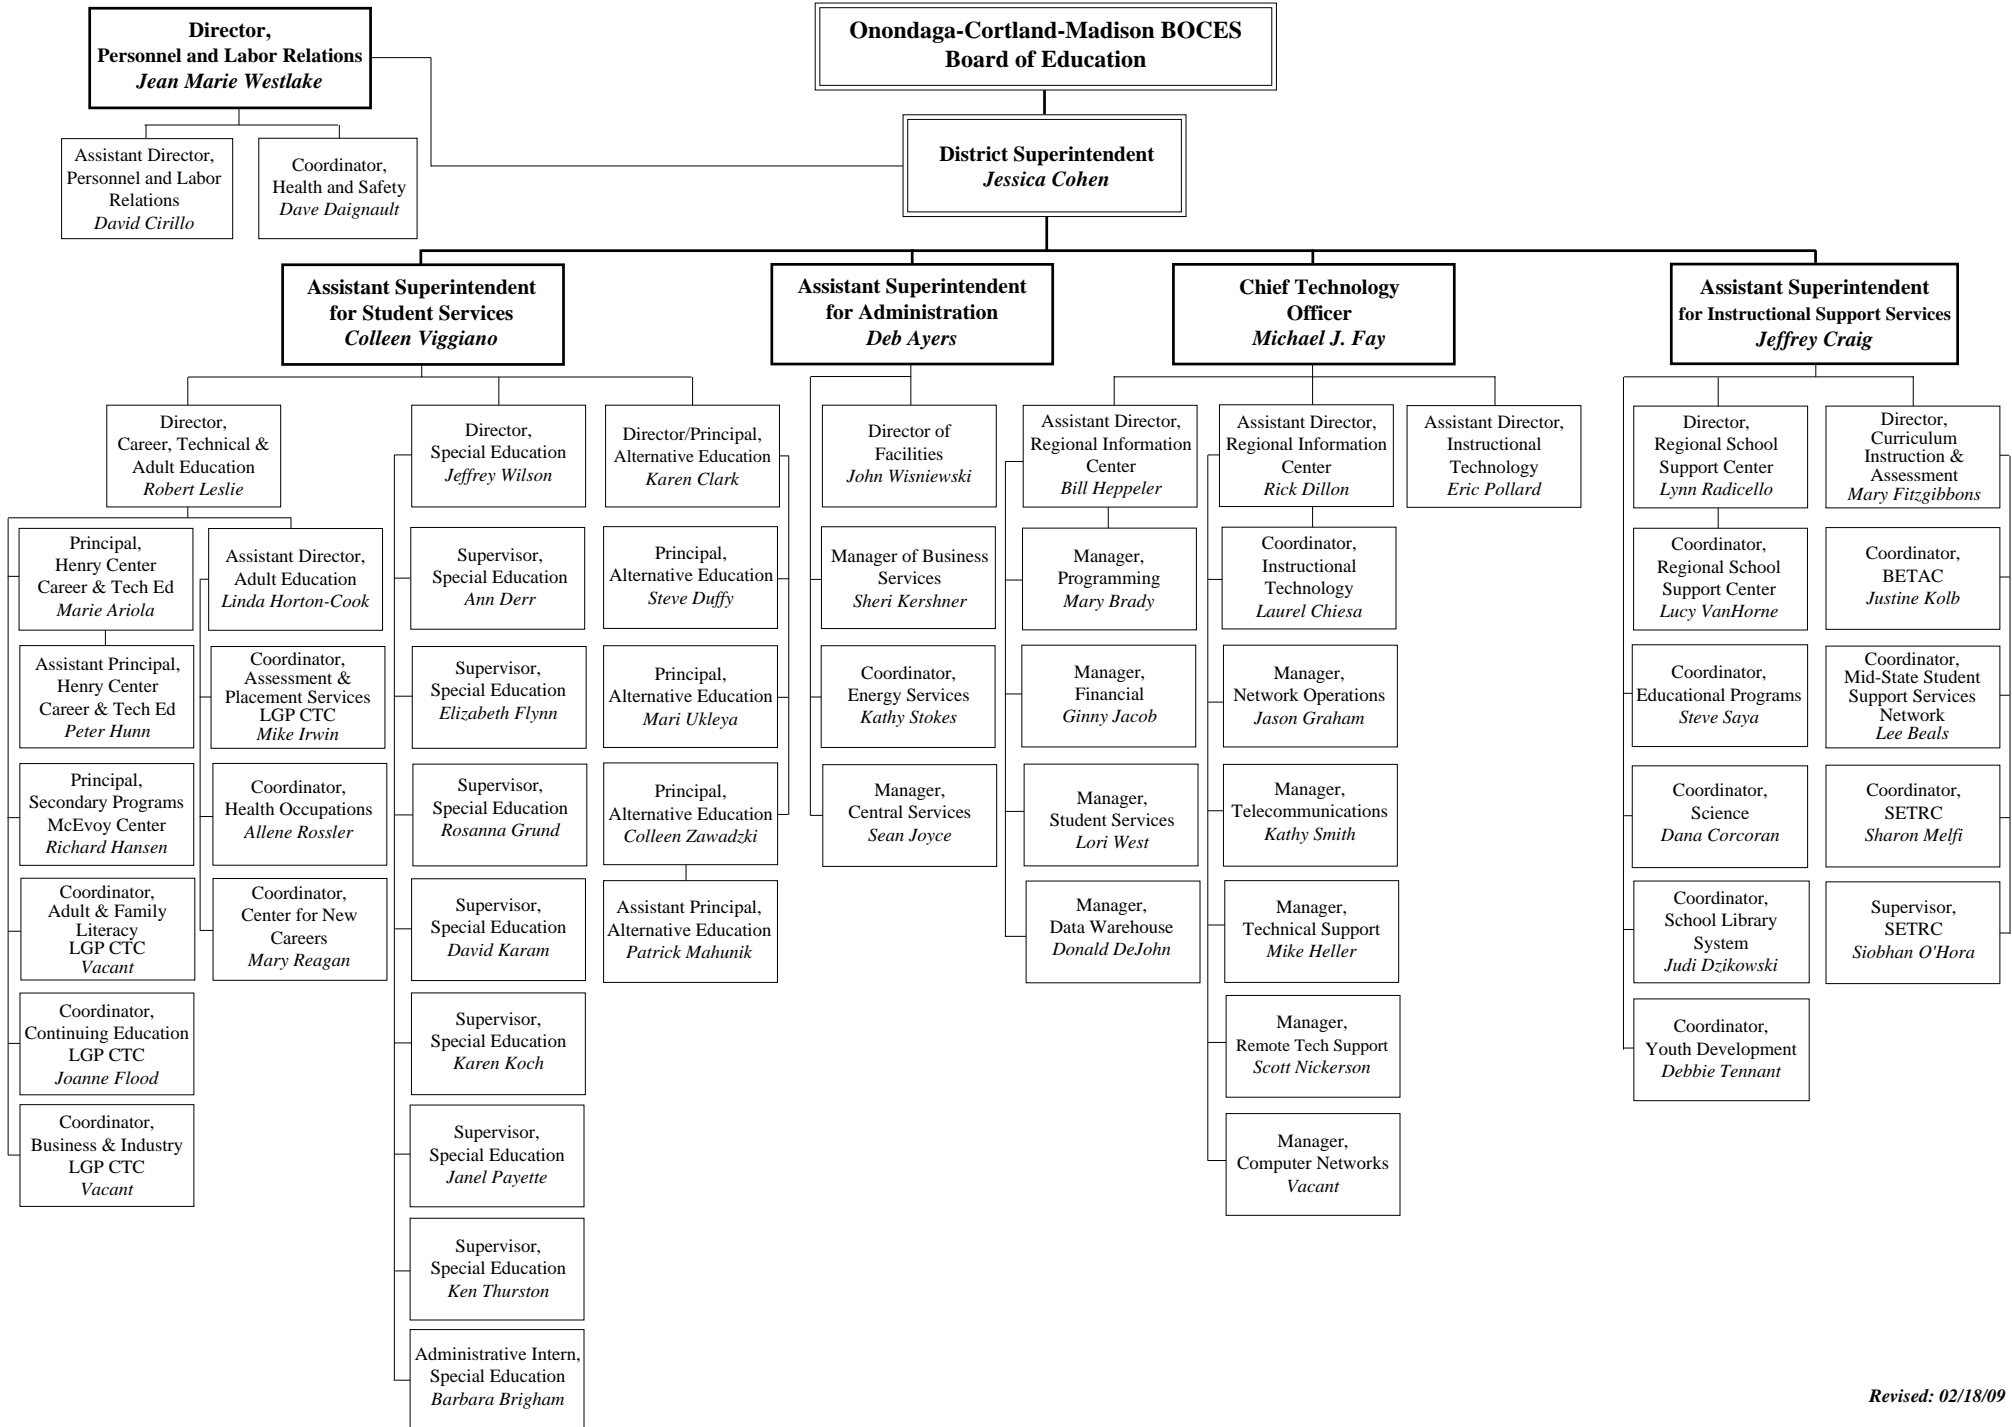 Director,
Personnel and Labor Relations
Jean Marie Westlake
Onondaga-Cortland-Madison BOCES
Board of Education
Assistant Director,
Personnel and Labor
Relations
David Cirillo
Coordinator,
Health and Safety
Dave Daignault
District Superintendent
Jessica Cohen
Assistant Superintendent
for Student Services
Colleen Viggiano
Assistant Superintendent
for Administration
Deb Ayers
Chief Technology
Officer
Michael J. Fay
Assistant Superintendent
for Instructional Support Services
Jeffrey Craig
Director,
Career, Technical &
Adult Education
Robert Leslie
Principal,
Henry Center
Career & Tech Ed
Marie Ariola
Assistant Principal,
Henry Center
Career & Tech Ed
Peter Hunn
Principal,
Secondary Programs
McEvoy Center
Richard Hansen
Coordinator,
Adult & Family
Literacy
LGP CTC
Vacant
Coordinator,
Continuing Education
LGP CTC
Joanne Flood
Coordinator,
Business & Industry
LGP CTC
Vacant
Assistant Director,
Adult Education
Linda Horton-Cook
Coordinator,
Assessment &
Placement Services
LGP CTC
Mike Irwin
Coordinator,
Health Occupations
Allene Rossler
Coordinator,
Center for New
Careers
Mary Reagan
Director,
Special Education
Jeffrey Wilson
Supervisor,
Special Education
Ann Derr
Supervisor,
Special Education
Elizabeth Flynn
Supervisor,
Special Education
Rosanna Grund
Supervisor,
Special Education
David Karam
Supervisor,
Special Education
Karen Koch
Supervisor,
Special Education
Janel Payette
Supervisor,
Special Education
Ken Thurston
Administrative Intern,
Special Education
Barbara Brigham
Director/Principal,
Alternative Education
Karen Clark
Principal,
Alternative Education
Steve Duffy
Principal,
Alternative Education
Mari Ukleya
Principal,
Alternative Education
Colleen Zawadzki
Assistant Principal,
Alternative Education
Patrick Mahunik
Director of
Facilities
John Wisniewski
Manager of Business
Services
Sheri Kershner
Coordinator,
Energy Services
Kathy Stokes
Manager,
Central Services
Sean Joyce
Assistant Director,
Regional Information
Center
Bill Heppeler
Manager,
Programming
Mary Brady
Manager,
Financial
Ginny Jacob
Manager,
Student Services
Lori West
Manager,
Data Warehouse
Donald DeJohn
Assistant Director,
Regional Information
Center
Rick Dillon
Coordinator,
Instructional
Technology
Laurel Chiesa
Manager,
Network Operations
Jason Graham
Manager,
Telecommunications
Kathy Smith
Manager,
Technical Support
Mike Heller
Manager,
Remote Tech Support
Scott Nickerson
Manager,
Computer Networks
Vacant
Assistant Director,
Instructional
Technology
Eric Pollard
Director,
Regional School
Support Center
Lynn Radicello
Coordinator,
Regional School
Support Center
Lucy VanHorne
Coordinator,
Educational Programs
Steve Saya
Coordinator,
Science
Dana Corcoran
Coordinator,
School Library
System
Judi Dzikowski
Coordinator,
Youth Development
Debbie Tennant
Director,
Curriculum
Instruction &
Assessment
Mary Fitzgibbons
Coordinator,
BETAC
Justine Kolb
Coordinator,
Mid-State Student
Support Services
Network
Lee Beals
Coordinator,
SETRC
Sharon Melfi
Supervisor,
SETRC
Siobhan O'Hora
Revised: 02/18/09